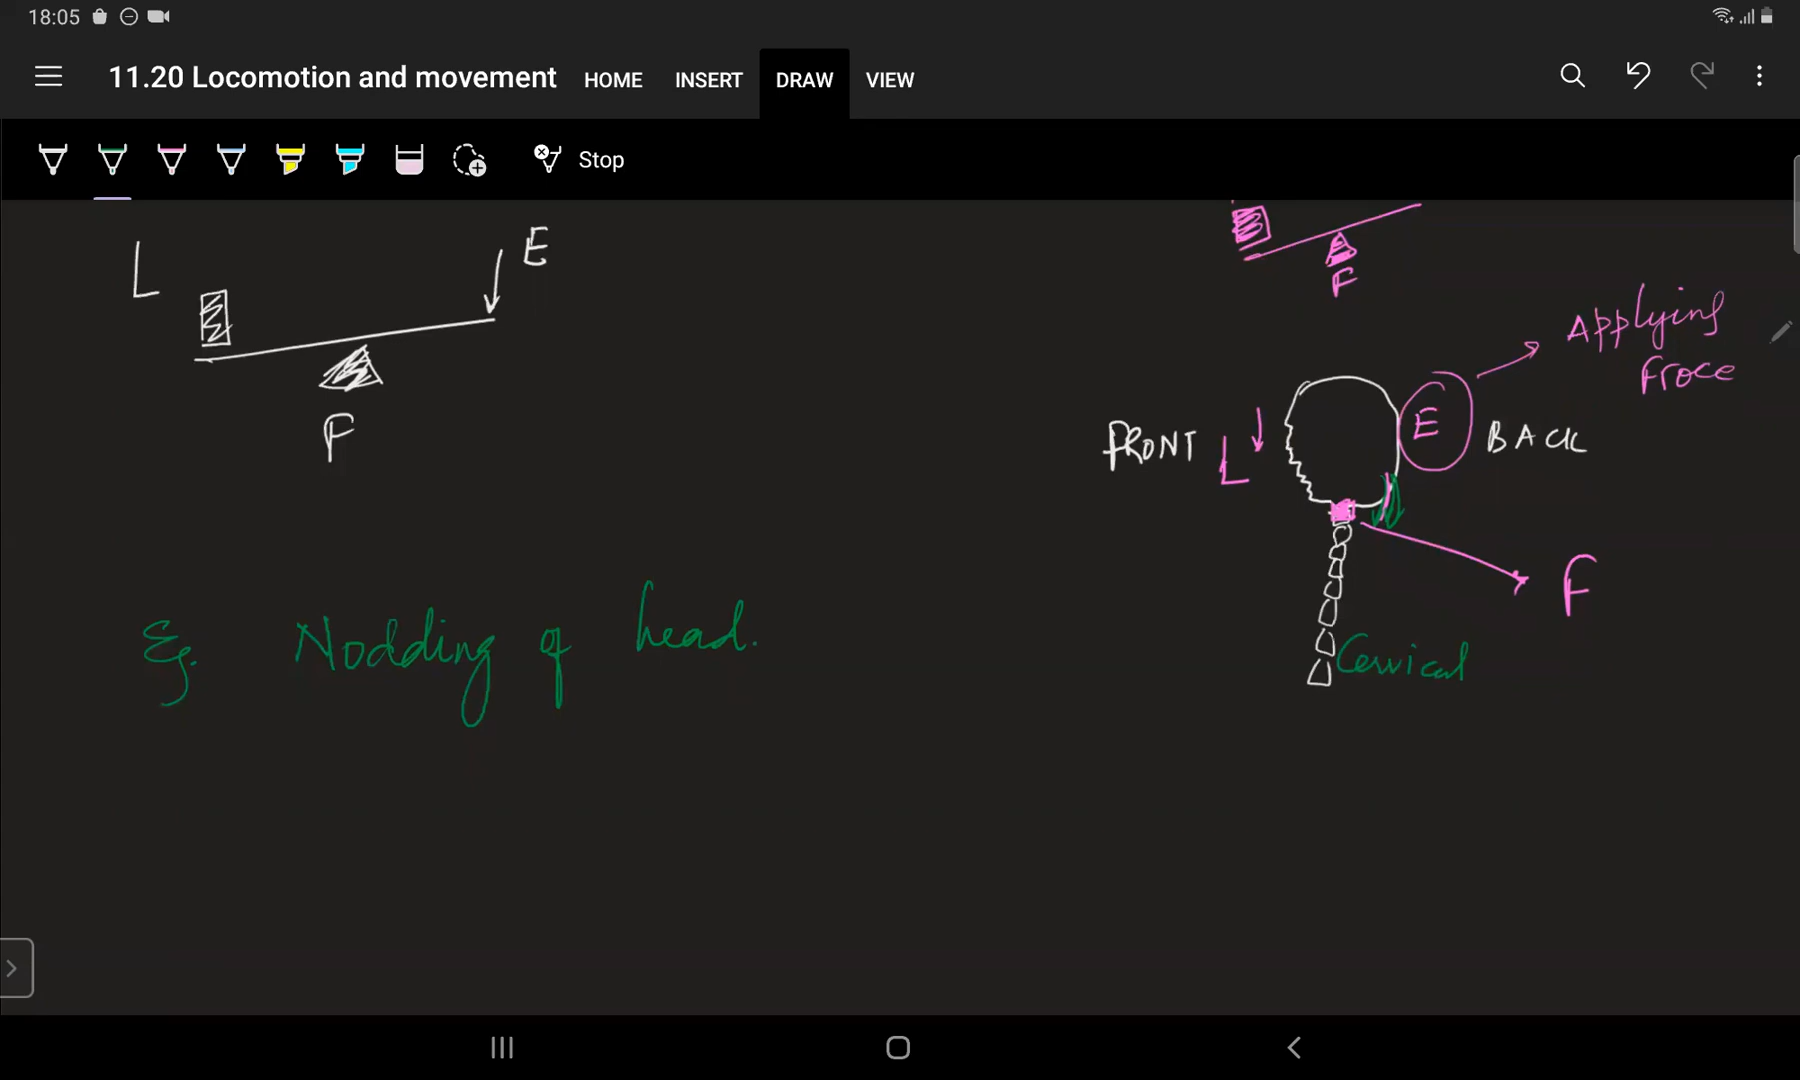 18:05
11.20 Locomotion and movement HOME INSERT DRAW VIEW
Stop
L
E
F
F
Applying
Froce
FRONT L
E
BACK
F
Eg. Nodding of head.
Cervical